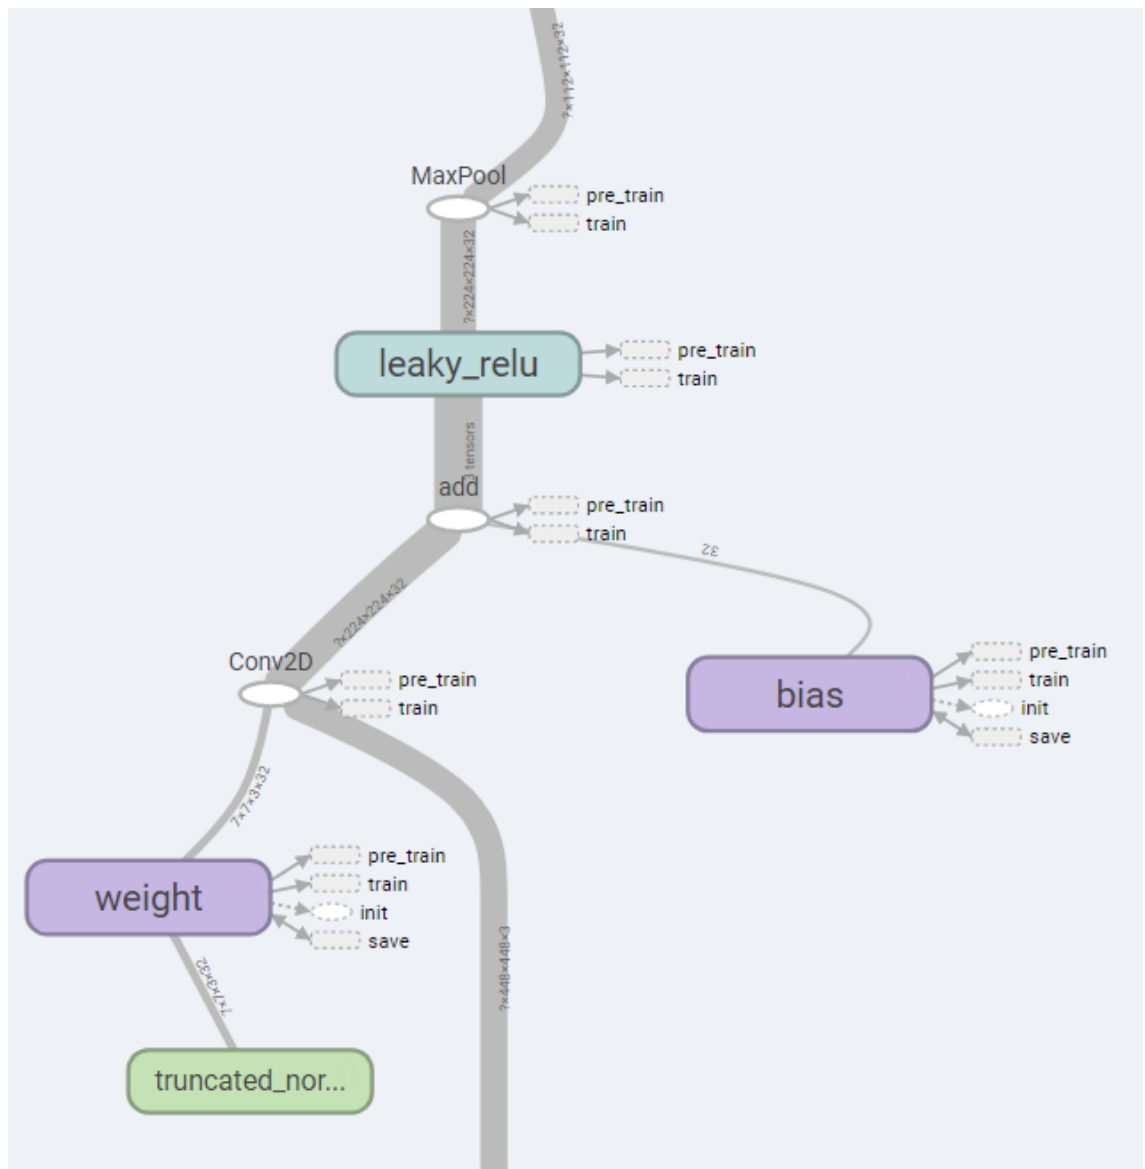 ?×112×112×32
MaxPool
pre_train
train
?×224×224×32
leaky_relu
pre_train
train
3 tensors
add
pre_train
train
32
?×224×224×32
Conv2D
pre_train
train
bias
pre_train
train
init
save
7×7×3×32
weight
pre_train
train
init
save
?×448×448×3
7×7×3×32
truncated_nor...